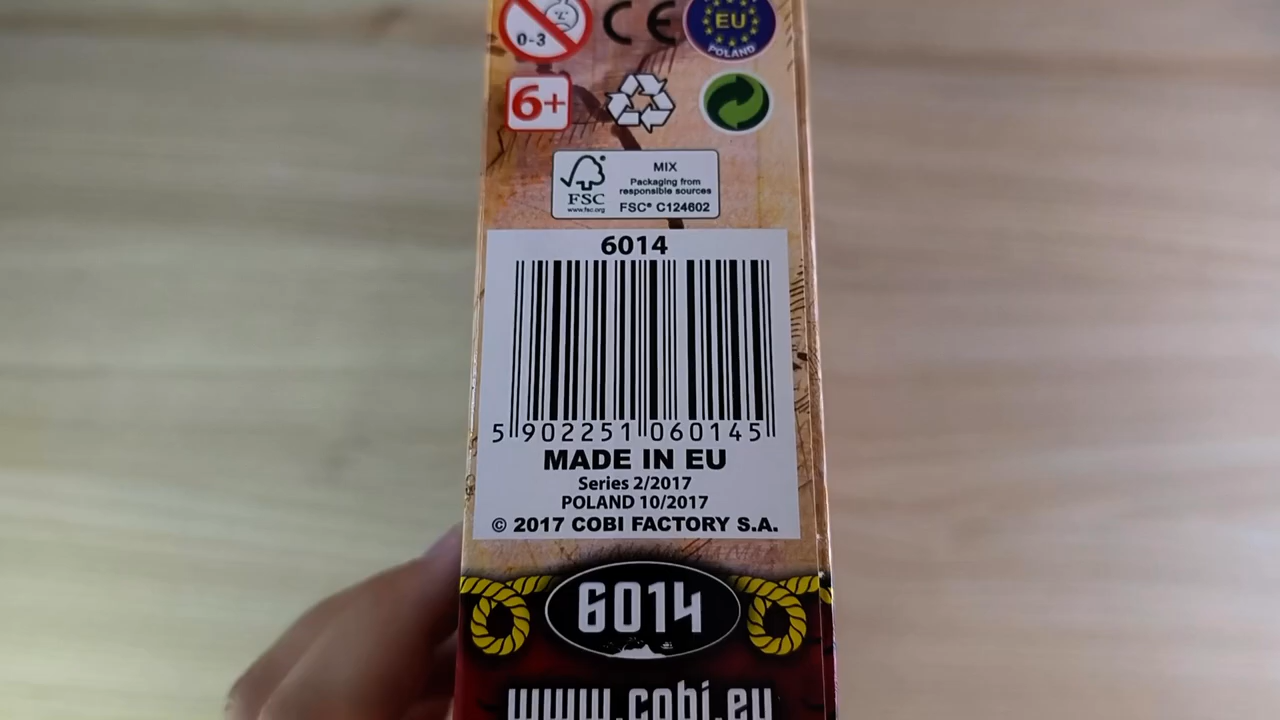 0-3
CE
EU
POLAND
6+
FSC®
www.fsc.org
MIX
Packaging from
responsible sources
FSC® C124602
6014
5 902251 060145
MADE IN EU
Series 2/2017
POLAND 10/2017
© 2017 COBI FACTORY S.A.
6014
www.cobi.eu